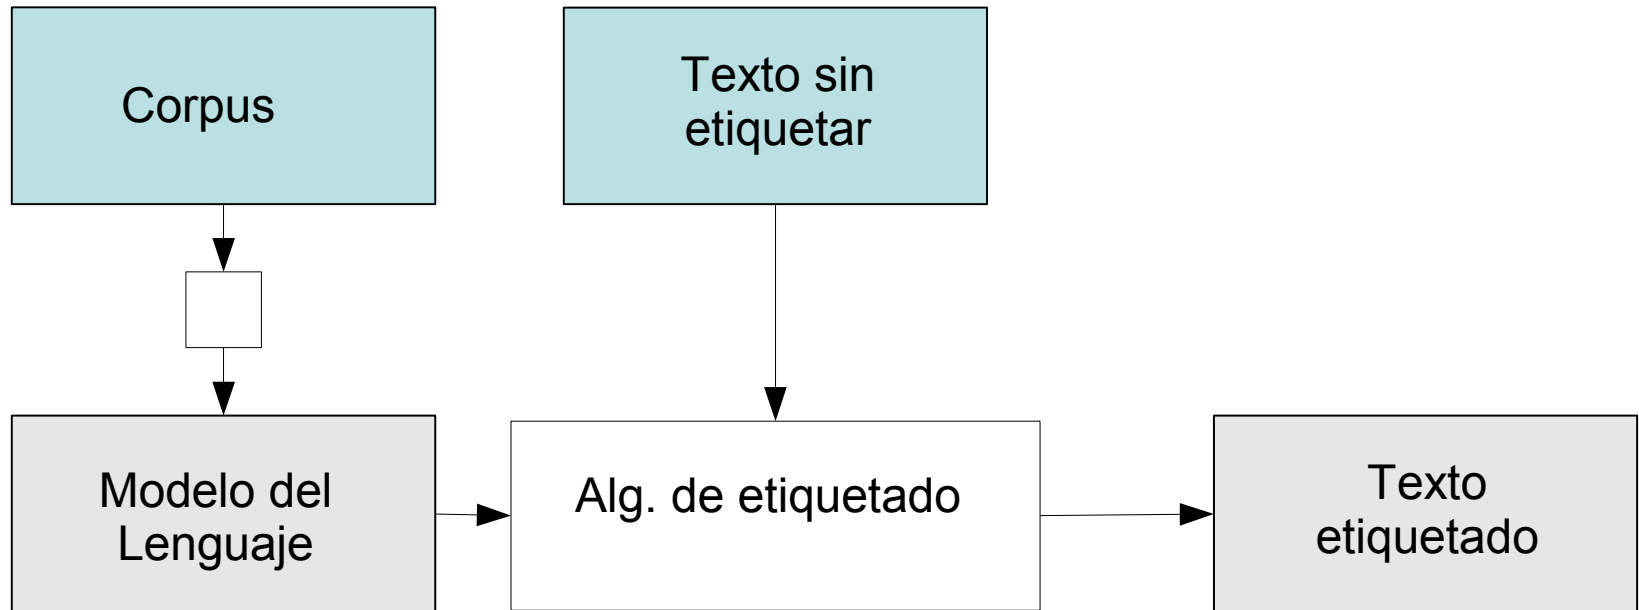 Corpus
Texto sin
etiquetar
Modelo del
Lenguaje
Alg. de etiquetado
Texto
etiquetado